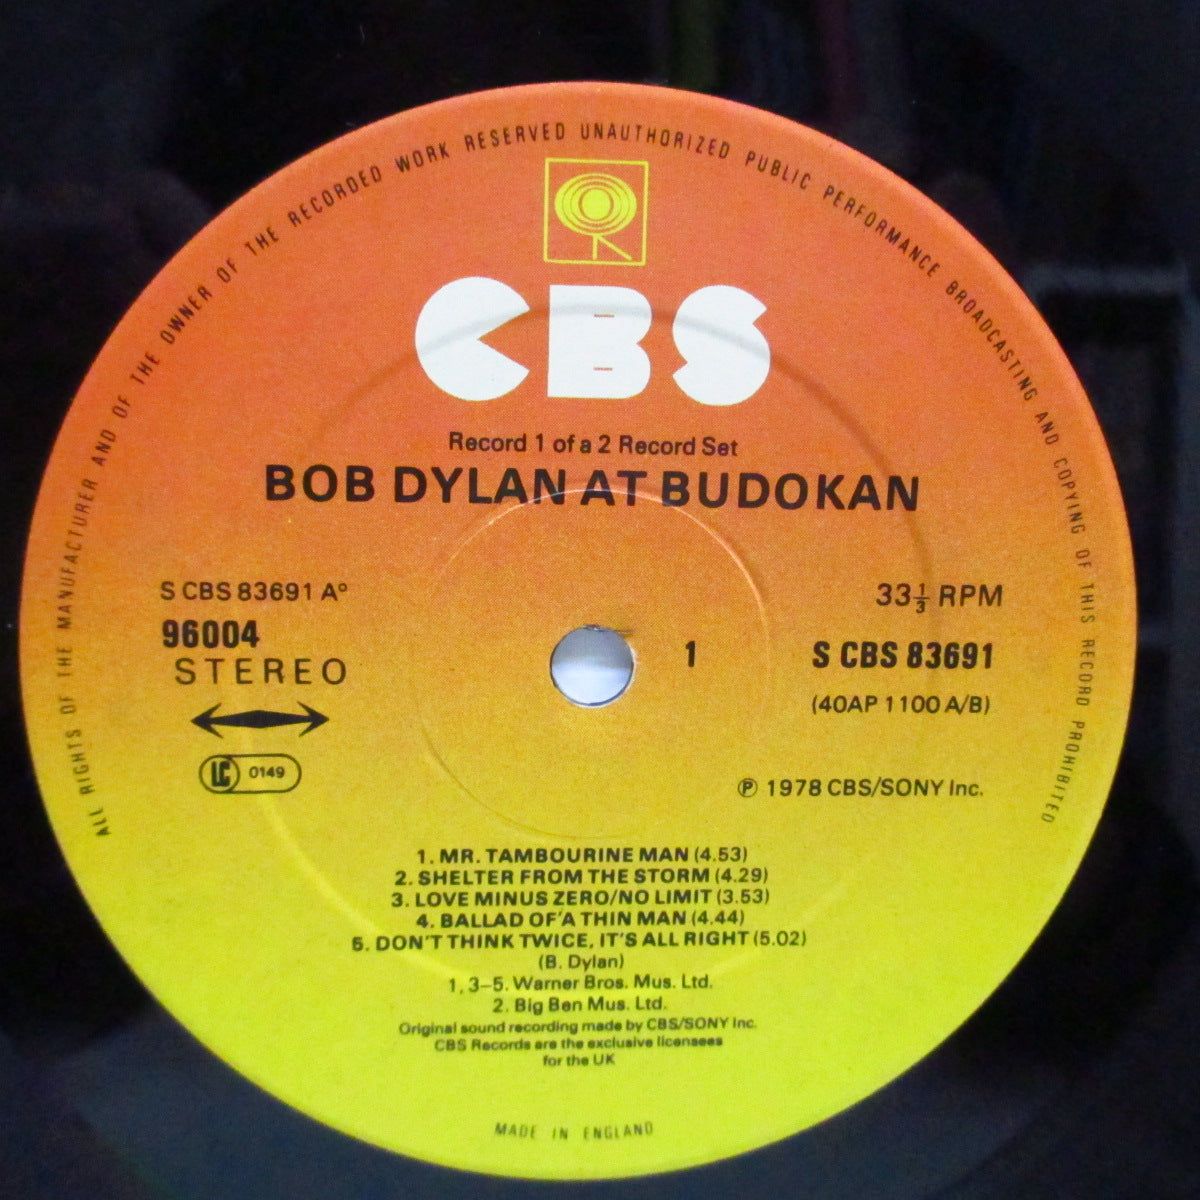 ALL RIGHTS OF THE MANUFACTURER AND OF THE OWNER OF THE RECORDED WORK RESERVED UNAUTHORIZED PUBLIC PERFORMANCE BROADCASTING AND COPYING OF THIS RECORD PROHIBITED
CBS
Record 1 of a 2 Record Set
BOB DYLAN AT BUDOKAN
S CBS 83691 Aº
96004
STEREO
LC 0149
33⅓ RPM
1
S CBS 83691
(40AP 1100 A/B)
℗ 1978 CBS/SONY Inc.
1. MR. TAMBOURINE MAN (4.53)
2. SHELTER FROM THE STORM (4.29)
3. LOVE MINUS ZERO/NO LIMIT (3.53)
4. BALLAD OF'A THIN MAN (4.44)
5. DON'T THINK TWICE, IT'S ALL RIGHT (5.02)
(B. Dylan)
1, 3–5. Warner Bros. Mus. Ltd.
2. Big Ben Mus. Ltd.
Original sound recording made by CBS/SONY Inc.
CBS Records are the exclusive licensees
for the UK
MADE IN ENGLAND